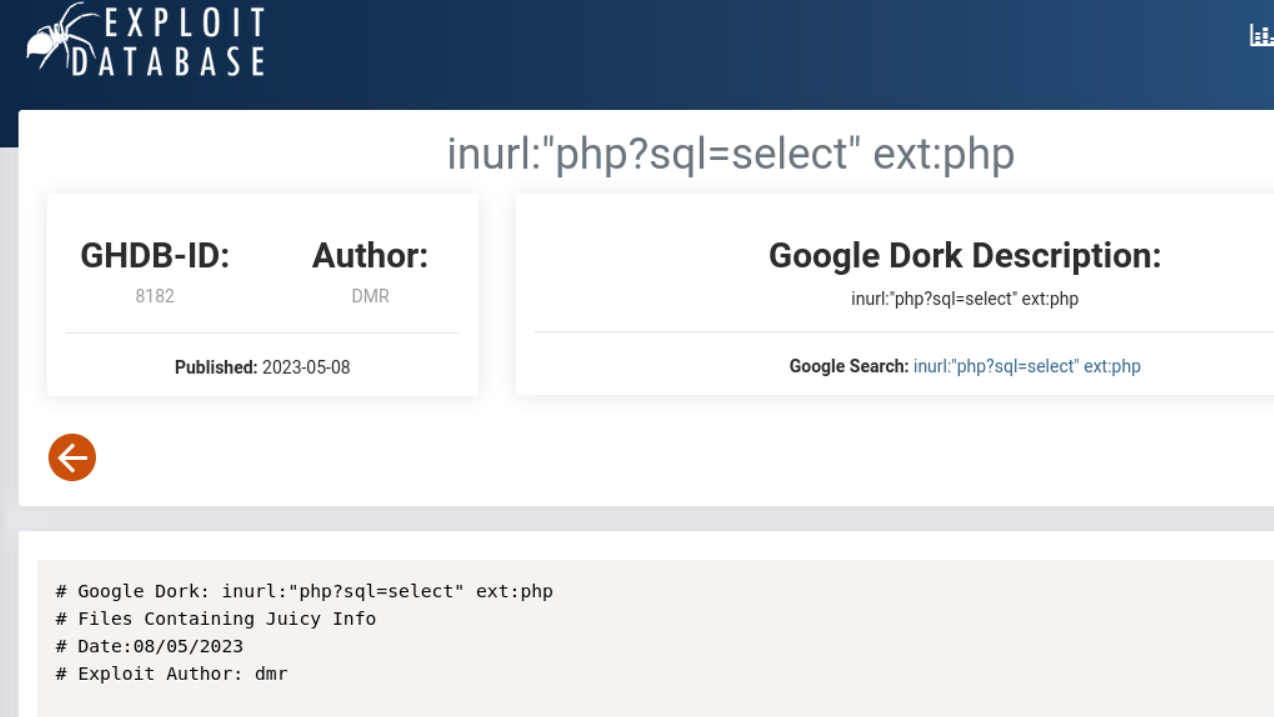 EXPLOIT
DATABASE
inurl:"php?sql=select" ext:php
GHDB-ID:
8182
Author:
DMR
Published: 2023-05-08
Google Dork Description:
inurl:"php?sql=select" ext:php
Google Search: inurl:"php?sql=select" ext:php
# Google Dork: inurl:"php?sql=select" ext:php
# Files Containing Juicy Info
# Date:08/05/2023
# Exploit Author: dmr